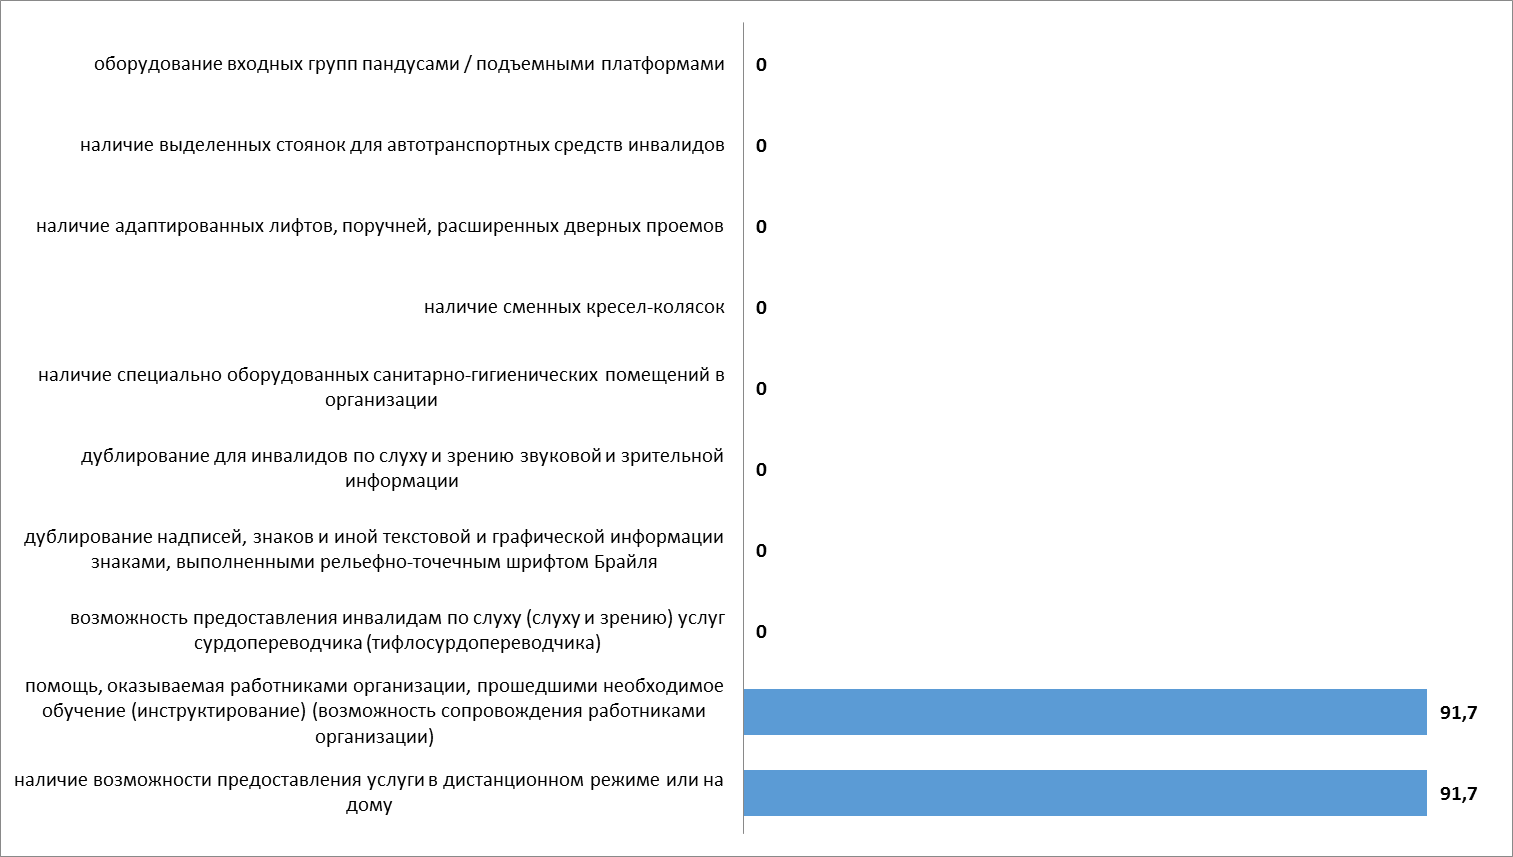 оборудование входных групп пандусами / подъемными платформами
0
наличие выделенных стоянок для автотранспортных средств инвалидов
0
наличие адаптированных лифтов, поручней, расширенных дверных проемов
0
наличие сменных кресел-колясок
0
наличие специально оборудованных санитарно-гигиенических помещений в
организации
0
дублирование для инвалидов по слуху и зрению звуковой и зрительной
информации
0
дублирование надписей, знаков и иной текстовой и графической информации
знаками, выполненными рельефно-точечным шрифтом Брайля
0
возможность предоставления инвалидам по слуху (слуху и зрению) услуг
сурдопереводчика (тифлосурдопереводчика)
0
помощь, оказываемая работниками организации, прошедшими необходимое
обучение (инструктирование) (возможность сопровождения работниками
организации)
91,7
наличие возможности предоставления услуги в дистанционном режиме или на
дому
91,7